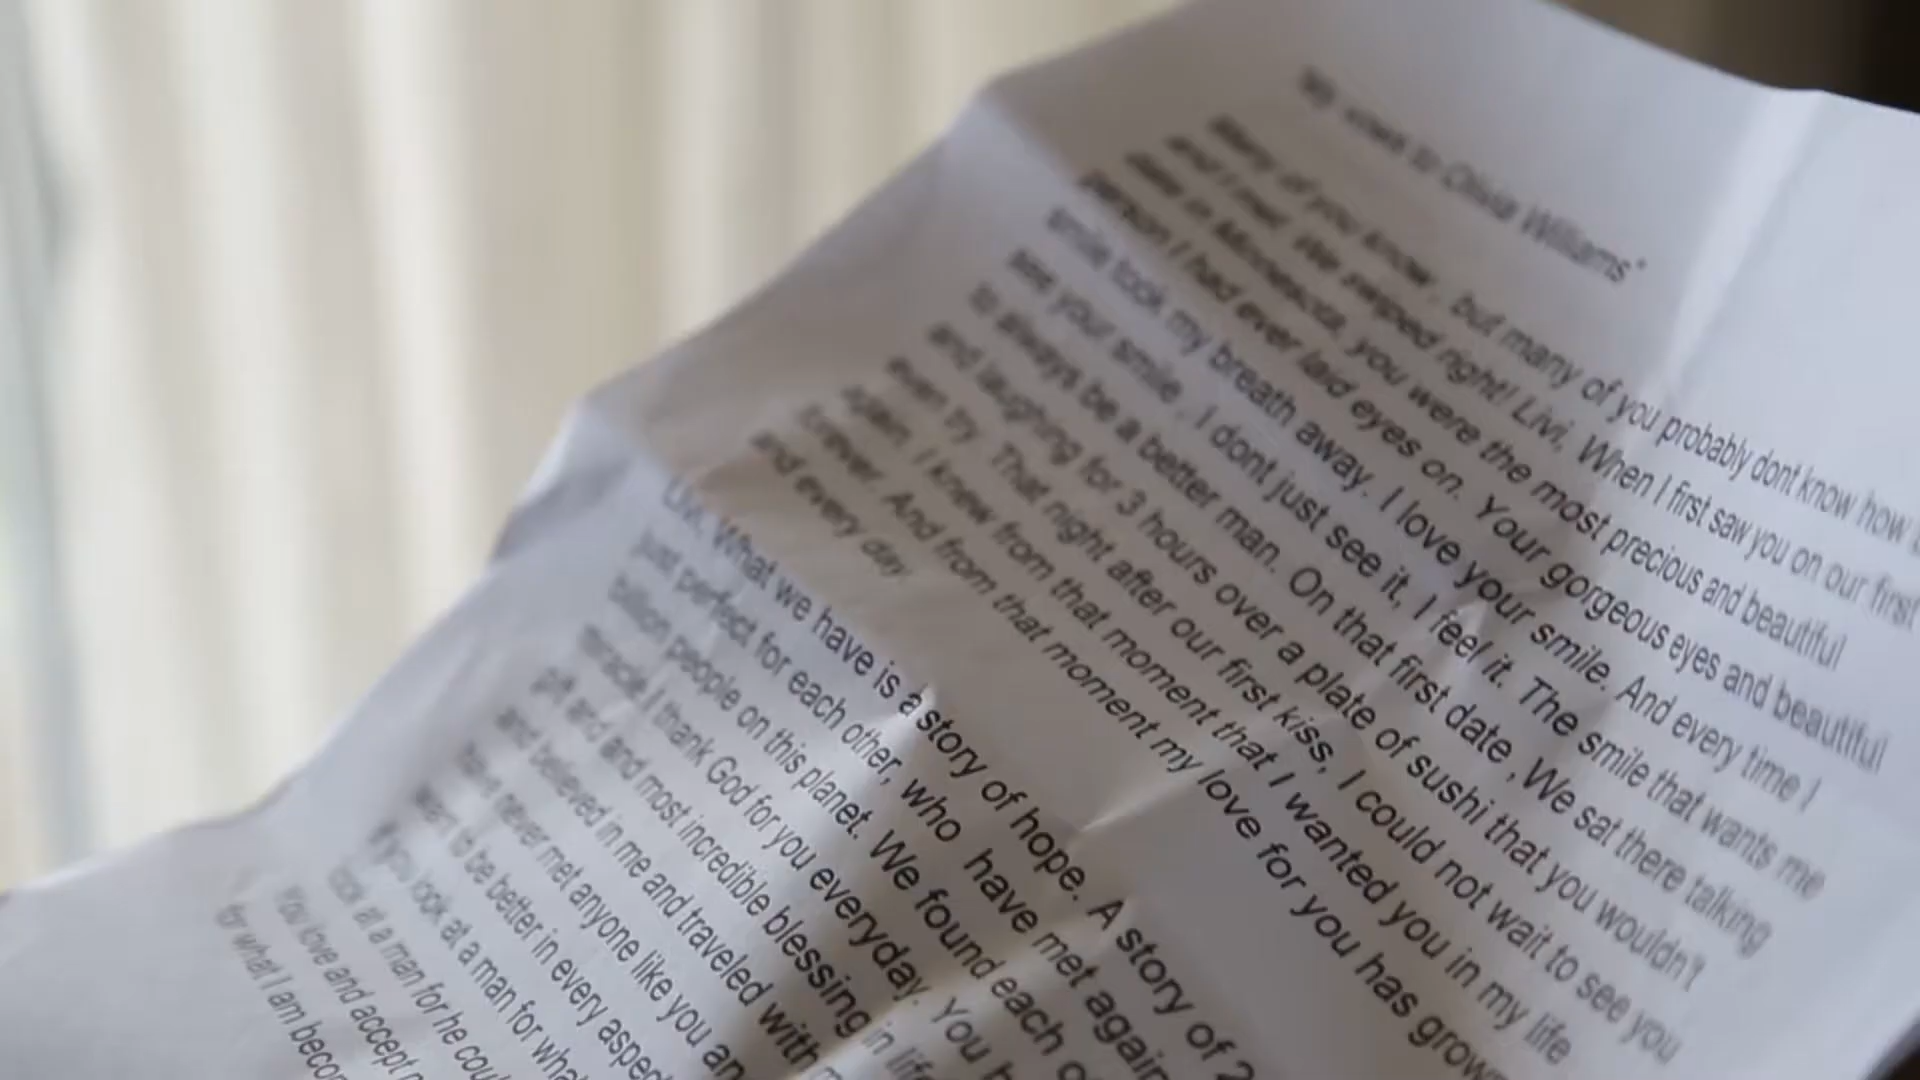 My vows to Olivia Williams"
Many of you know , but many of you probably dont know how
and I met. We swiped right! Livi, When I first saw you on our first
date in Minnesota, you were the most precious and beautiful
person I had ever laid eyes on. Your gorgeous eyes and beautiful
smile took my breath away. I love your smile. And every time I
see your smile , I dont just see it, I feel it. The smile that wants me
to always be a better man. On that first date , We sat there talking
and laughing for 3 hours over a plate of sushi that you wouldn't
even try. That night after our first kiss, I could not wait to see you
again. I knew from that moment that I wanted you in my life
forever. And from that moment my love for you has grown
and every day.
Livi, What we have is a story of hope. A story of 2
just perfect for each other, who have met again
billion people on this planet. We found each
miracle I thank God for you everyday. You
gift and and most incredible blessing in life
and believed in me and traveled with
have never met anyone like you an
want to be better in every aspec
If you look at a man for wha
look at a man for he coul
You love and accept
for what I am becom